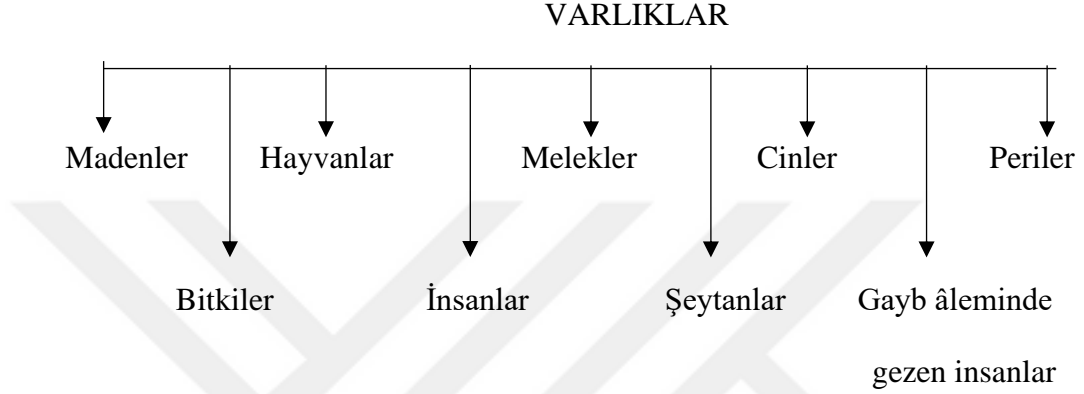 VARLIKLAR
Madenler Hayvanlar Melekler Cinler Periler
Bitkiler İnsanlar Şeytanlar Gayb âleminde
gezen insanlar